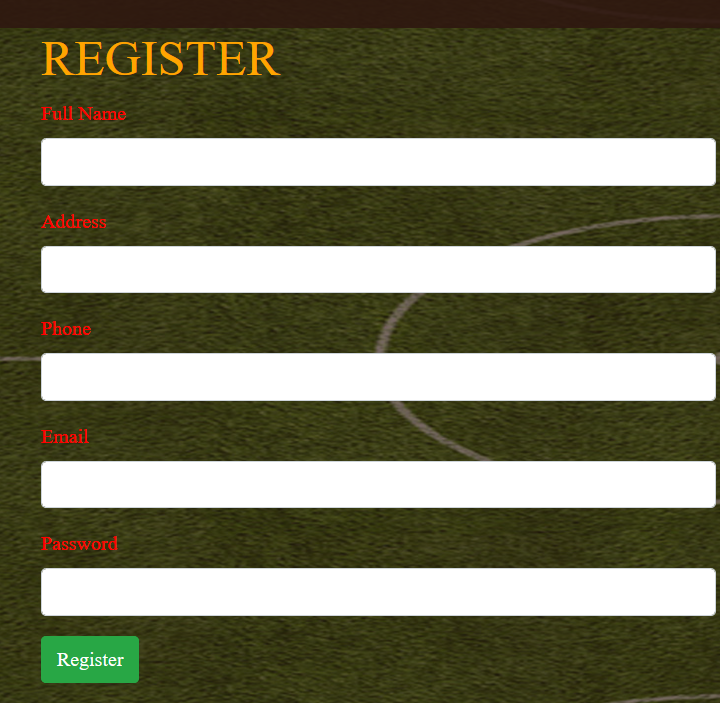 REGISTER
Full Name
Address
Phone
Email
Password
Register